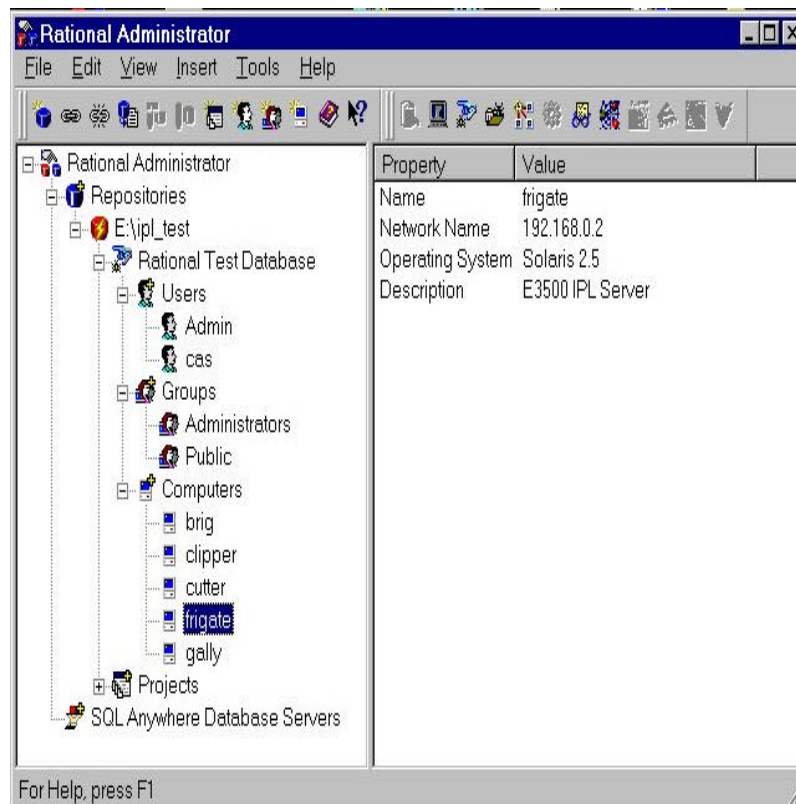 Rational Administrator
File Edit View Insert Tools Help
Rational Administrator
Repositories
E:\ipl_test
Rational Test Database
Users
Admin
cas
Groups
Administrators
Public
Computers
brig
clipper
cutter
frigate
gally
Projects
SQL Anywhere Database Servers
Property Value
Name frigate
Network Name 192.168.0.2
Operating System Solaris 2.5
Description E3500 IPL Server
For Help, press F1